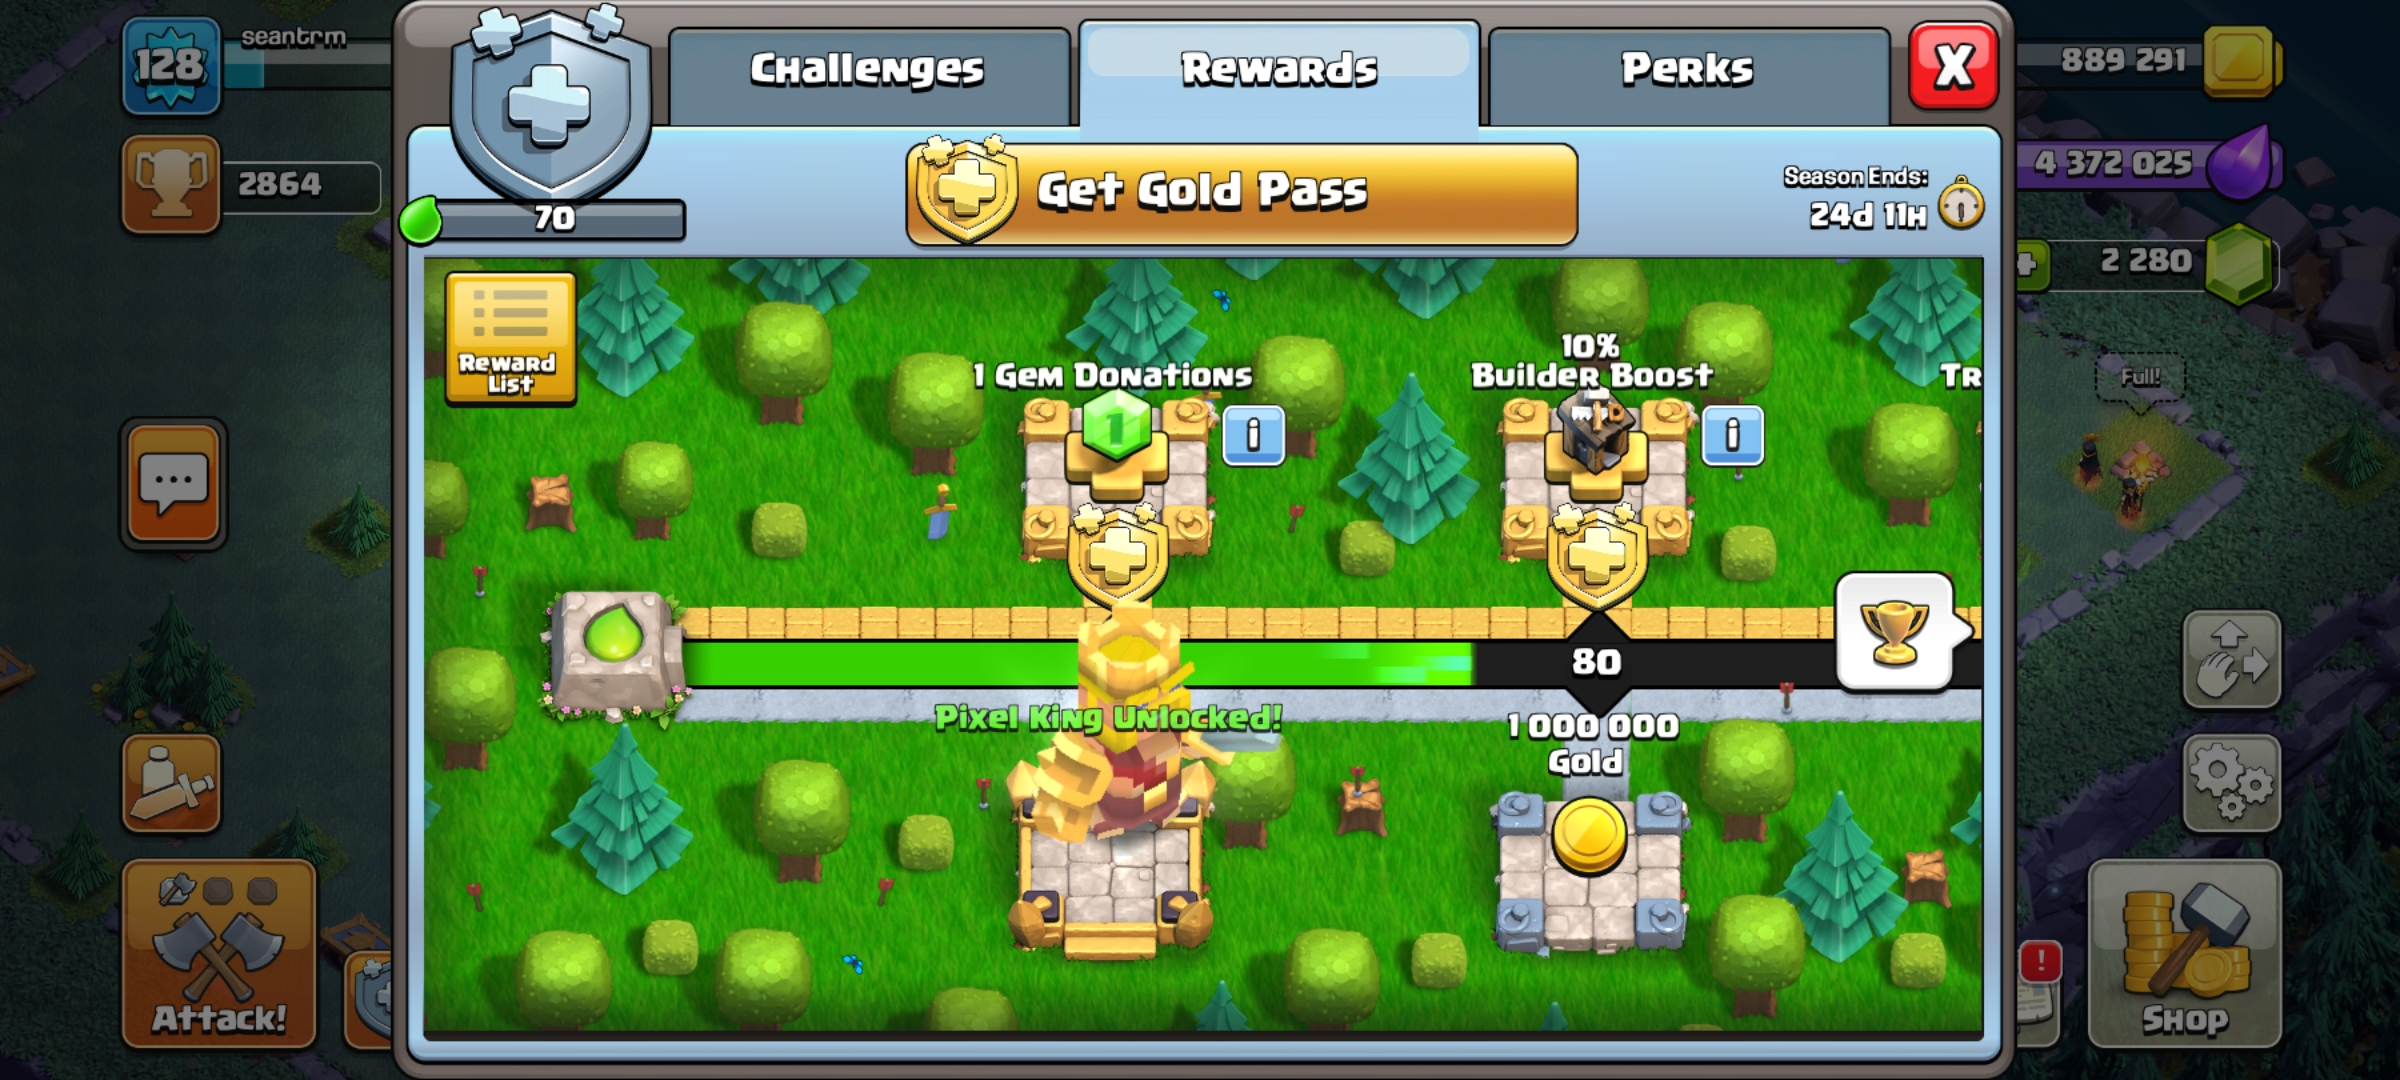 128
seantrm
2864
70
Challenges
Rewards
Perks
X
Get Gold Pass
Season Ends:
24d 11H
889 291
4 372 025
2 280
Reward
List
1 Gem Donations
1
i
10%
Builder Boost
i
Tr
Full!
80
Pixel King Unlocked!
1 000 000
Gold
Attack!
!
Shop